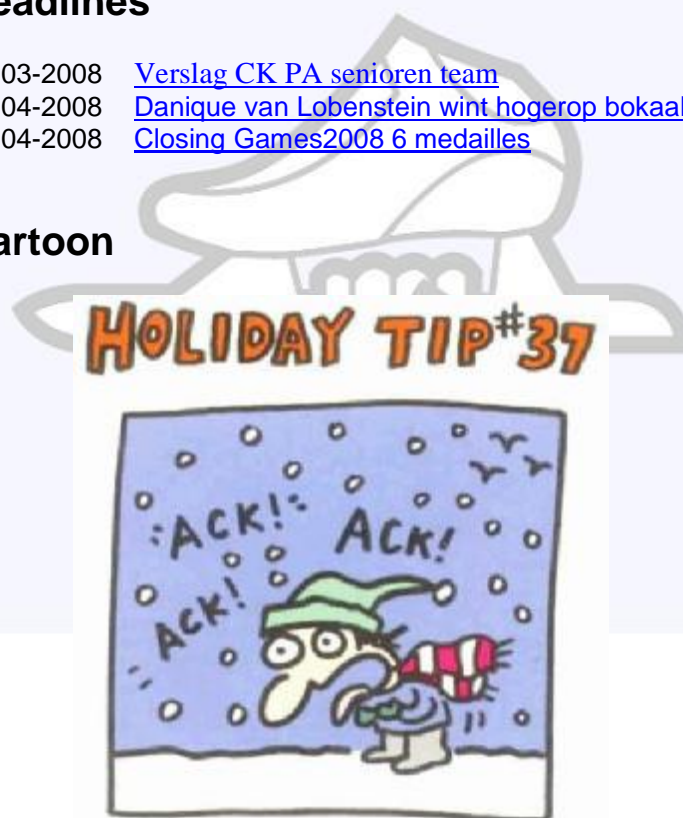 eadlines
03-2008 Verslag CK PA senioren team
04-2008 Danique van Lobenstein wint hogerop bokaal
04-2008 Closing Games2008 6 medailles
artoon
HOLIDAY TIP #37
ACK! ACK!
ACK!